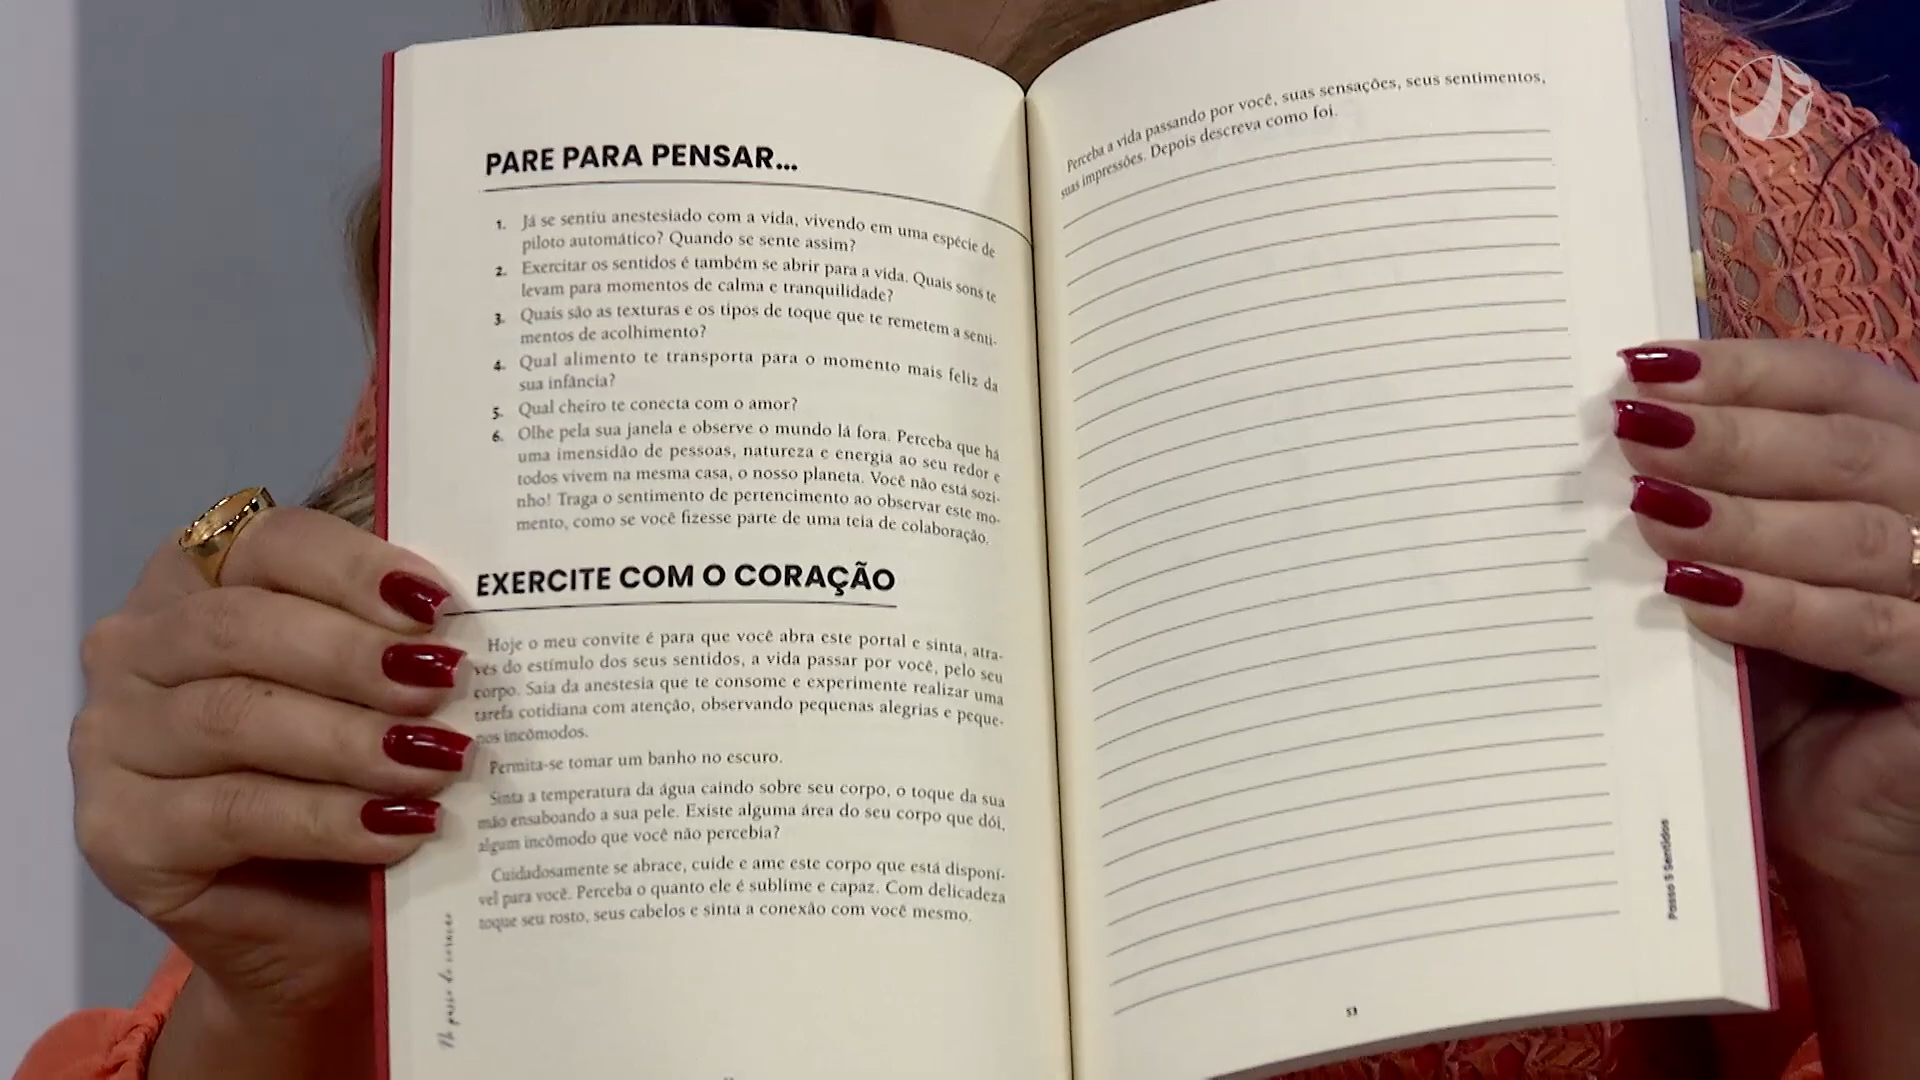 PARE PARA PENSAR...
1. Já se sentiu anestesiado com a vida, vivendo em uma espécie de
piloto automático? Quando se sente assim?
2. Exercitar os sentidos é também se abrir para a vida. Quais sons te
levam para momentos de calma e tranquilidade?
3. Quais são as texturas e os tipos de toque que te remetem a senti-
mentos de acolhimento?
4. Qual alimento te transporta para o momento mais feliz da
sua infância?
5. Qual cheiro te conecta com o amor?
6. Olhe pela sua janela e observe o mundo lá fora. Perceba que há
uma imensidão de pessoas, natureza e energia ao seu redor e
todos vivem na mesma casa, o nosso planeta. Você não está sozi-
nho! Traga o sentimento de pertencimento ao observar este mo-
mento, como se você fizesse parte de uma teia de colaboração.
EXERCITE COM O CORAÇÃO
Hoje o meu convite é para que você abra este portal e sinta, atra-
vés do estímulo dos seus sentidos, a vida passar por você, pelo seu
corpo. Saia da anestesia que te consome e experimente realizar uma
tarefa cotidiana com atenção, observando pequenas alegrias e peque-
nos incômodos.
Permita-se tomar um banho no escuro.
Sinta a temperatura da água caindo sobre seu corpo, o toque da sua
mão ensaboando a sua pele. Existe alguma área do seu corpo que dói,
algum incômodo que você não percebia?
Cuidadosamente se abrace, cuide e ame este corpo que está disponí-
vel para você. Perceba o quanto ele é sublime e capaz. Com delicadeza
toque seu rosto, seus cabelos e sinta a conexão com você mesmo.
No passo do coração
Perceba a vida passando por você, suas sensações, seus sentimentos,
suas impressões. Depois descreva como foi.
Passo 5 Sentidos
53